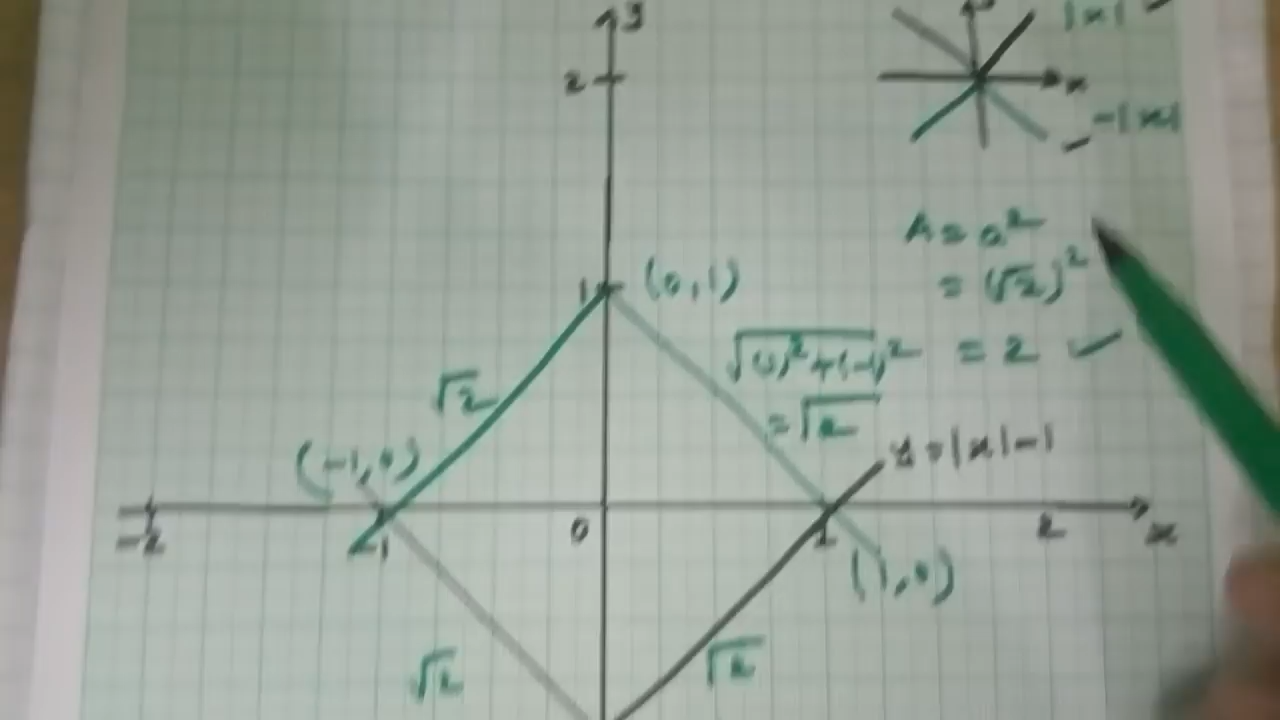 y
|x|
2
x
-|x|
A = a²
= (√2)²
1
(0,1)
√(1)²+(-1)² = 2
√2
= √2
(-1,0)
y = |x|-1
-2
-1
0
1
2
x
(1,0)
√2
√2